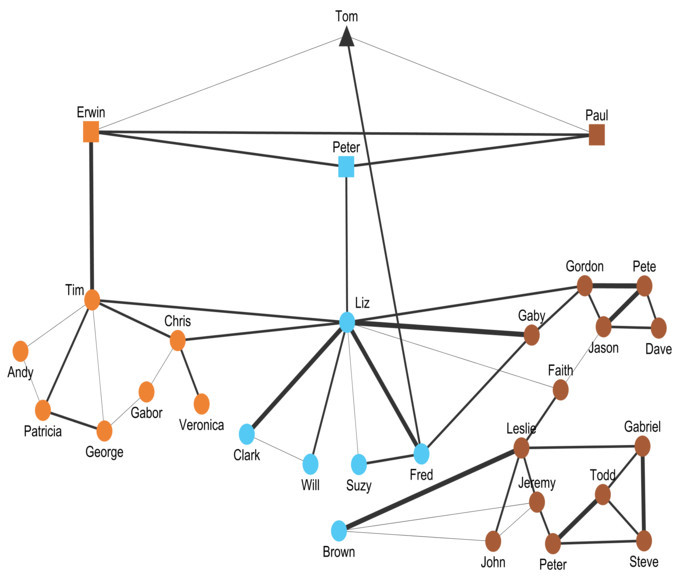 Tom
Erwin
Paul
Peter
Gordon
Pete
Tim
Liz
Chris
Gaby
Jason
Dave
Andy
Faith
Gabor
Veronica
Patricia
George
Leslie
Gabriel
Clark
Will
Suzy
Fred
Todd
Jeremy
Brown
John
Peter
Steve